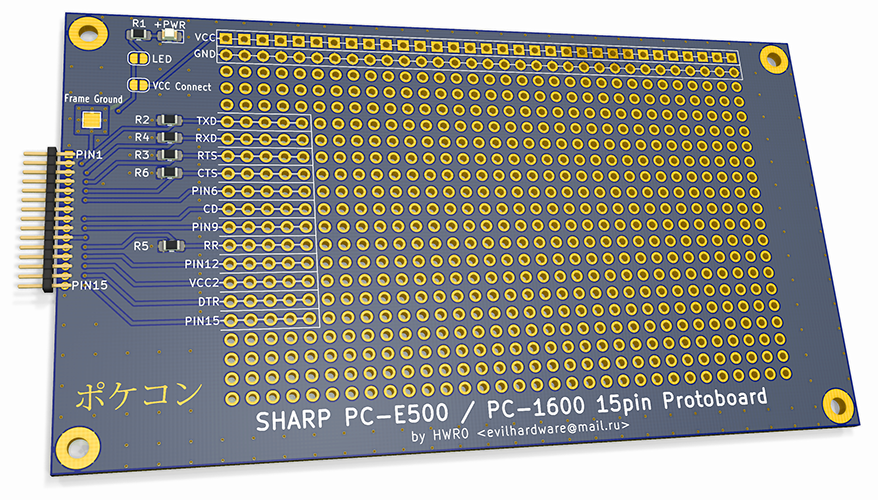 R1 +PWR
VCC
GND
LED
VCC Connect
Frame Ground
R2 TXD
R4 RXD
PIN1
R3 RTS
R6 CTS
PIN6
CD
PIN9
R5 RR
PIN12
PIN15
VCC2
DTR
PIN15
ポケコン
SHARP PC-E500 / PC-1600 15pin Protoboard
by HWR0 <evilhardware@mail.ru>